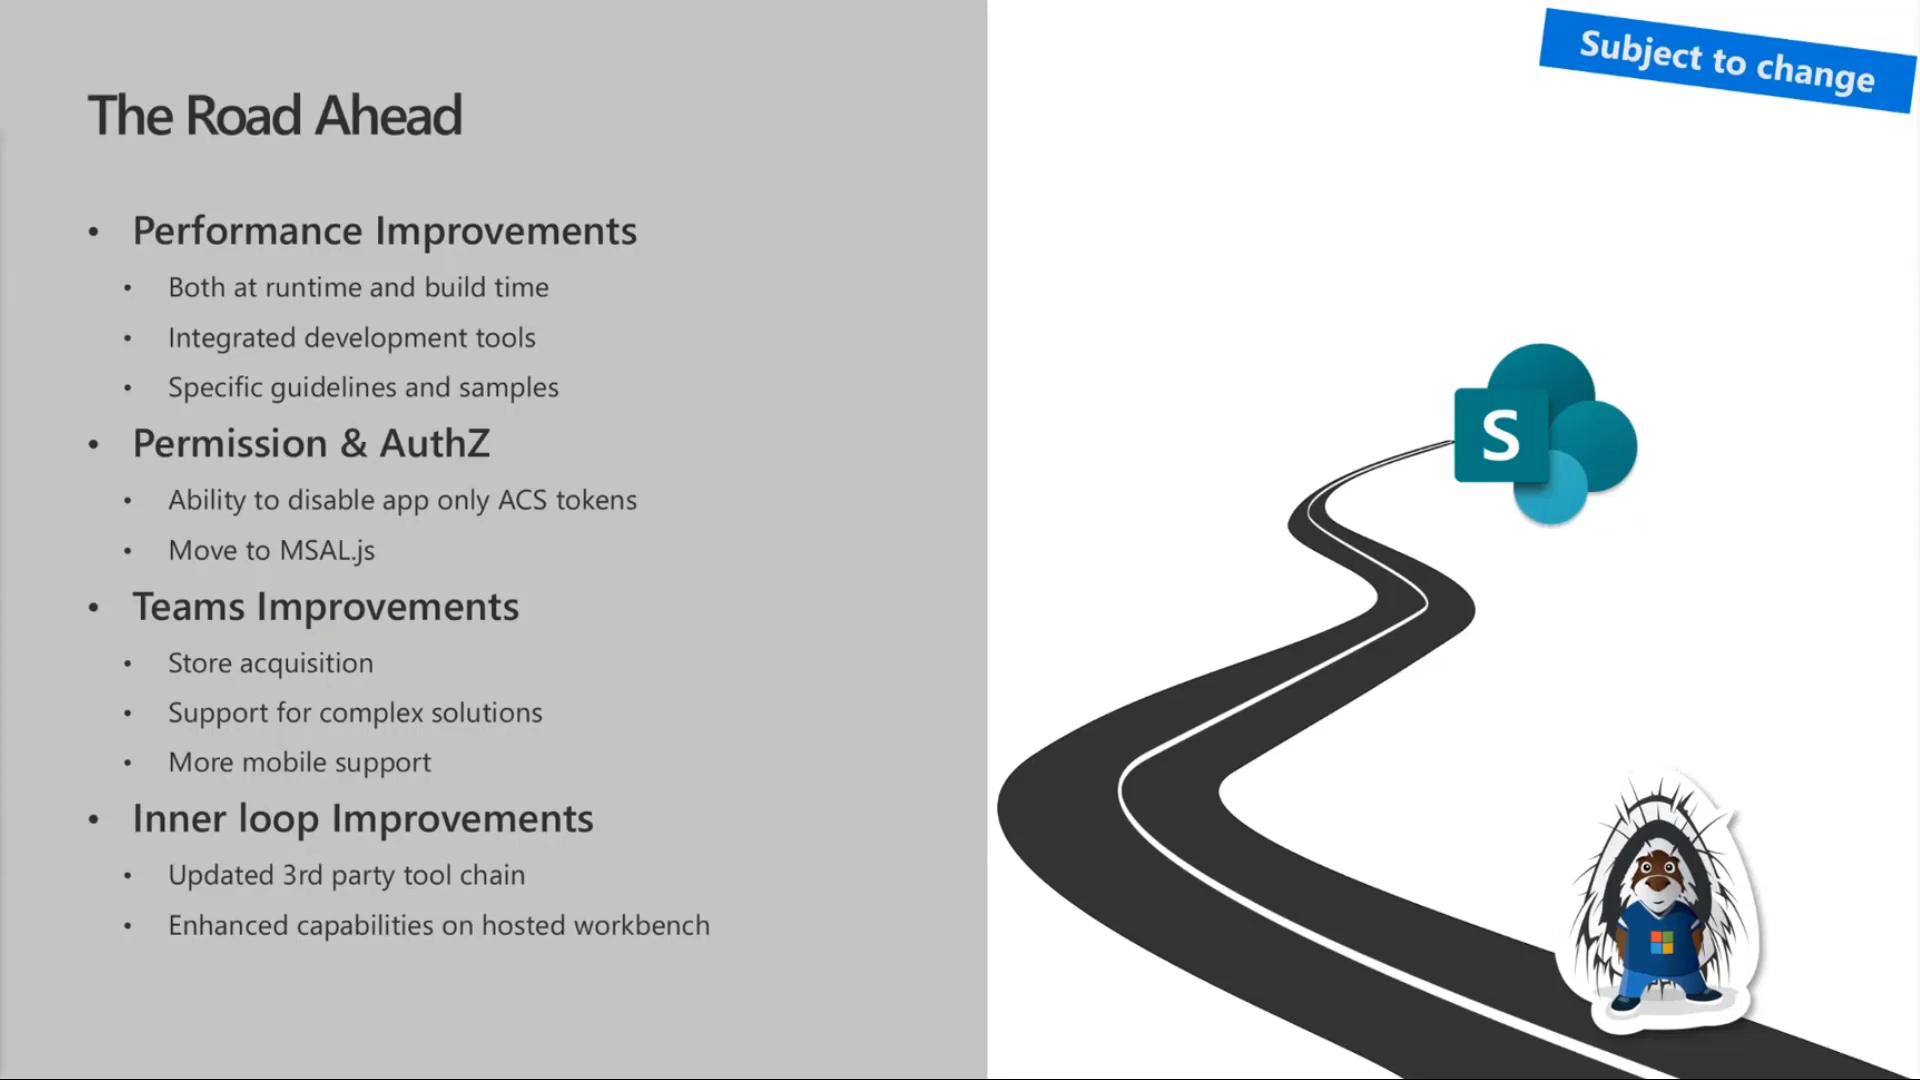 Subject to change
The Road Ahead
• Performance Improvements
• Both at runtime and build time
• Integrated development tools
• Specific guidelines and samples
• Permission & AuthZ
• Ability to disable app only ACS tokens
• Move to MSAL.js
• Teams Improvements
• Store acquisition
• Support for complex solutions
• More mobile support
• Inner loop Improvements
• Updated 3rd party tool chain
• Enhanced capabilities on hosted workbench
S